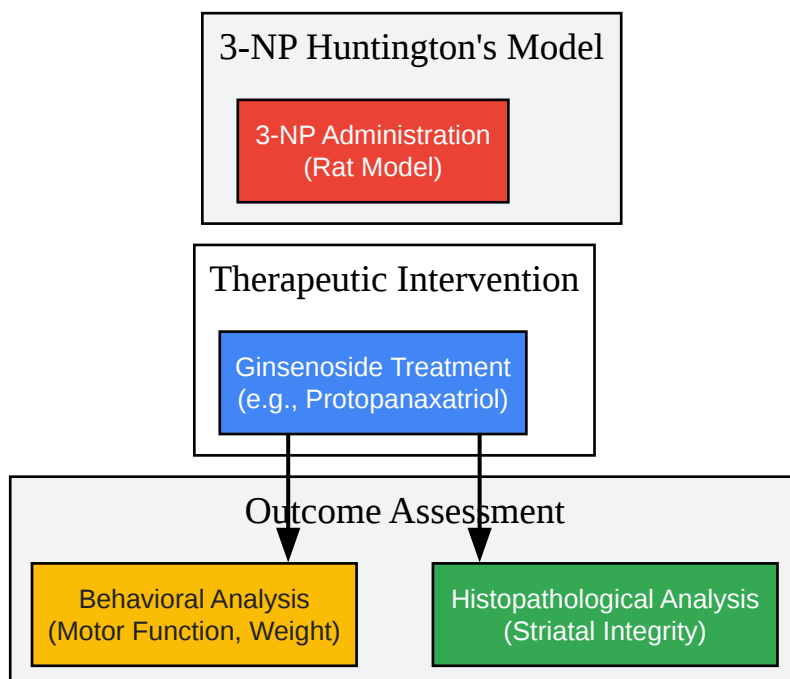 3-NP Huntington's Model
3-NP Administration
(Rat Model)
Therapeutic Intervention
Ginsenoside Treatment
(e.g., Protopanaxatriol)
Outcome Assessment
Behavioral Analysis
(Motor Function, Weight)
Histopathological Analysis
(Striatal Integrity)